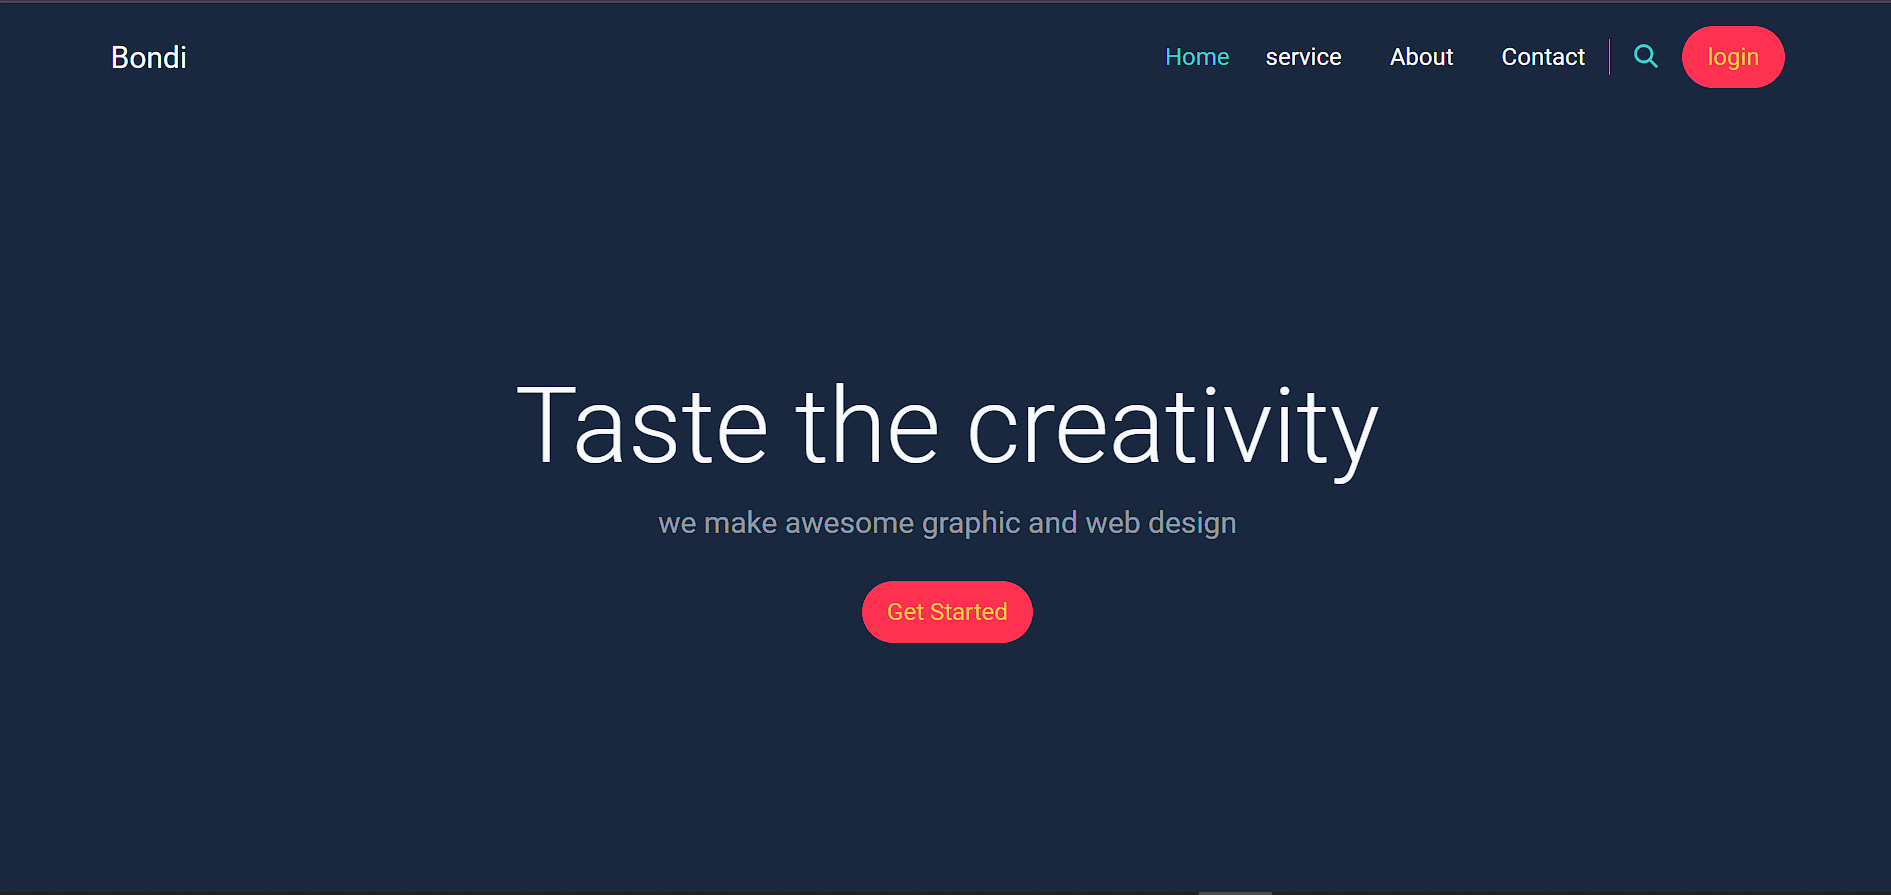 Bondi
Home service About Contact login
Taste the creativity
we make awesome graphic and web design
Get Started